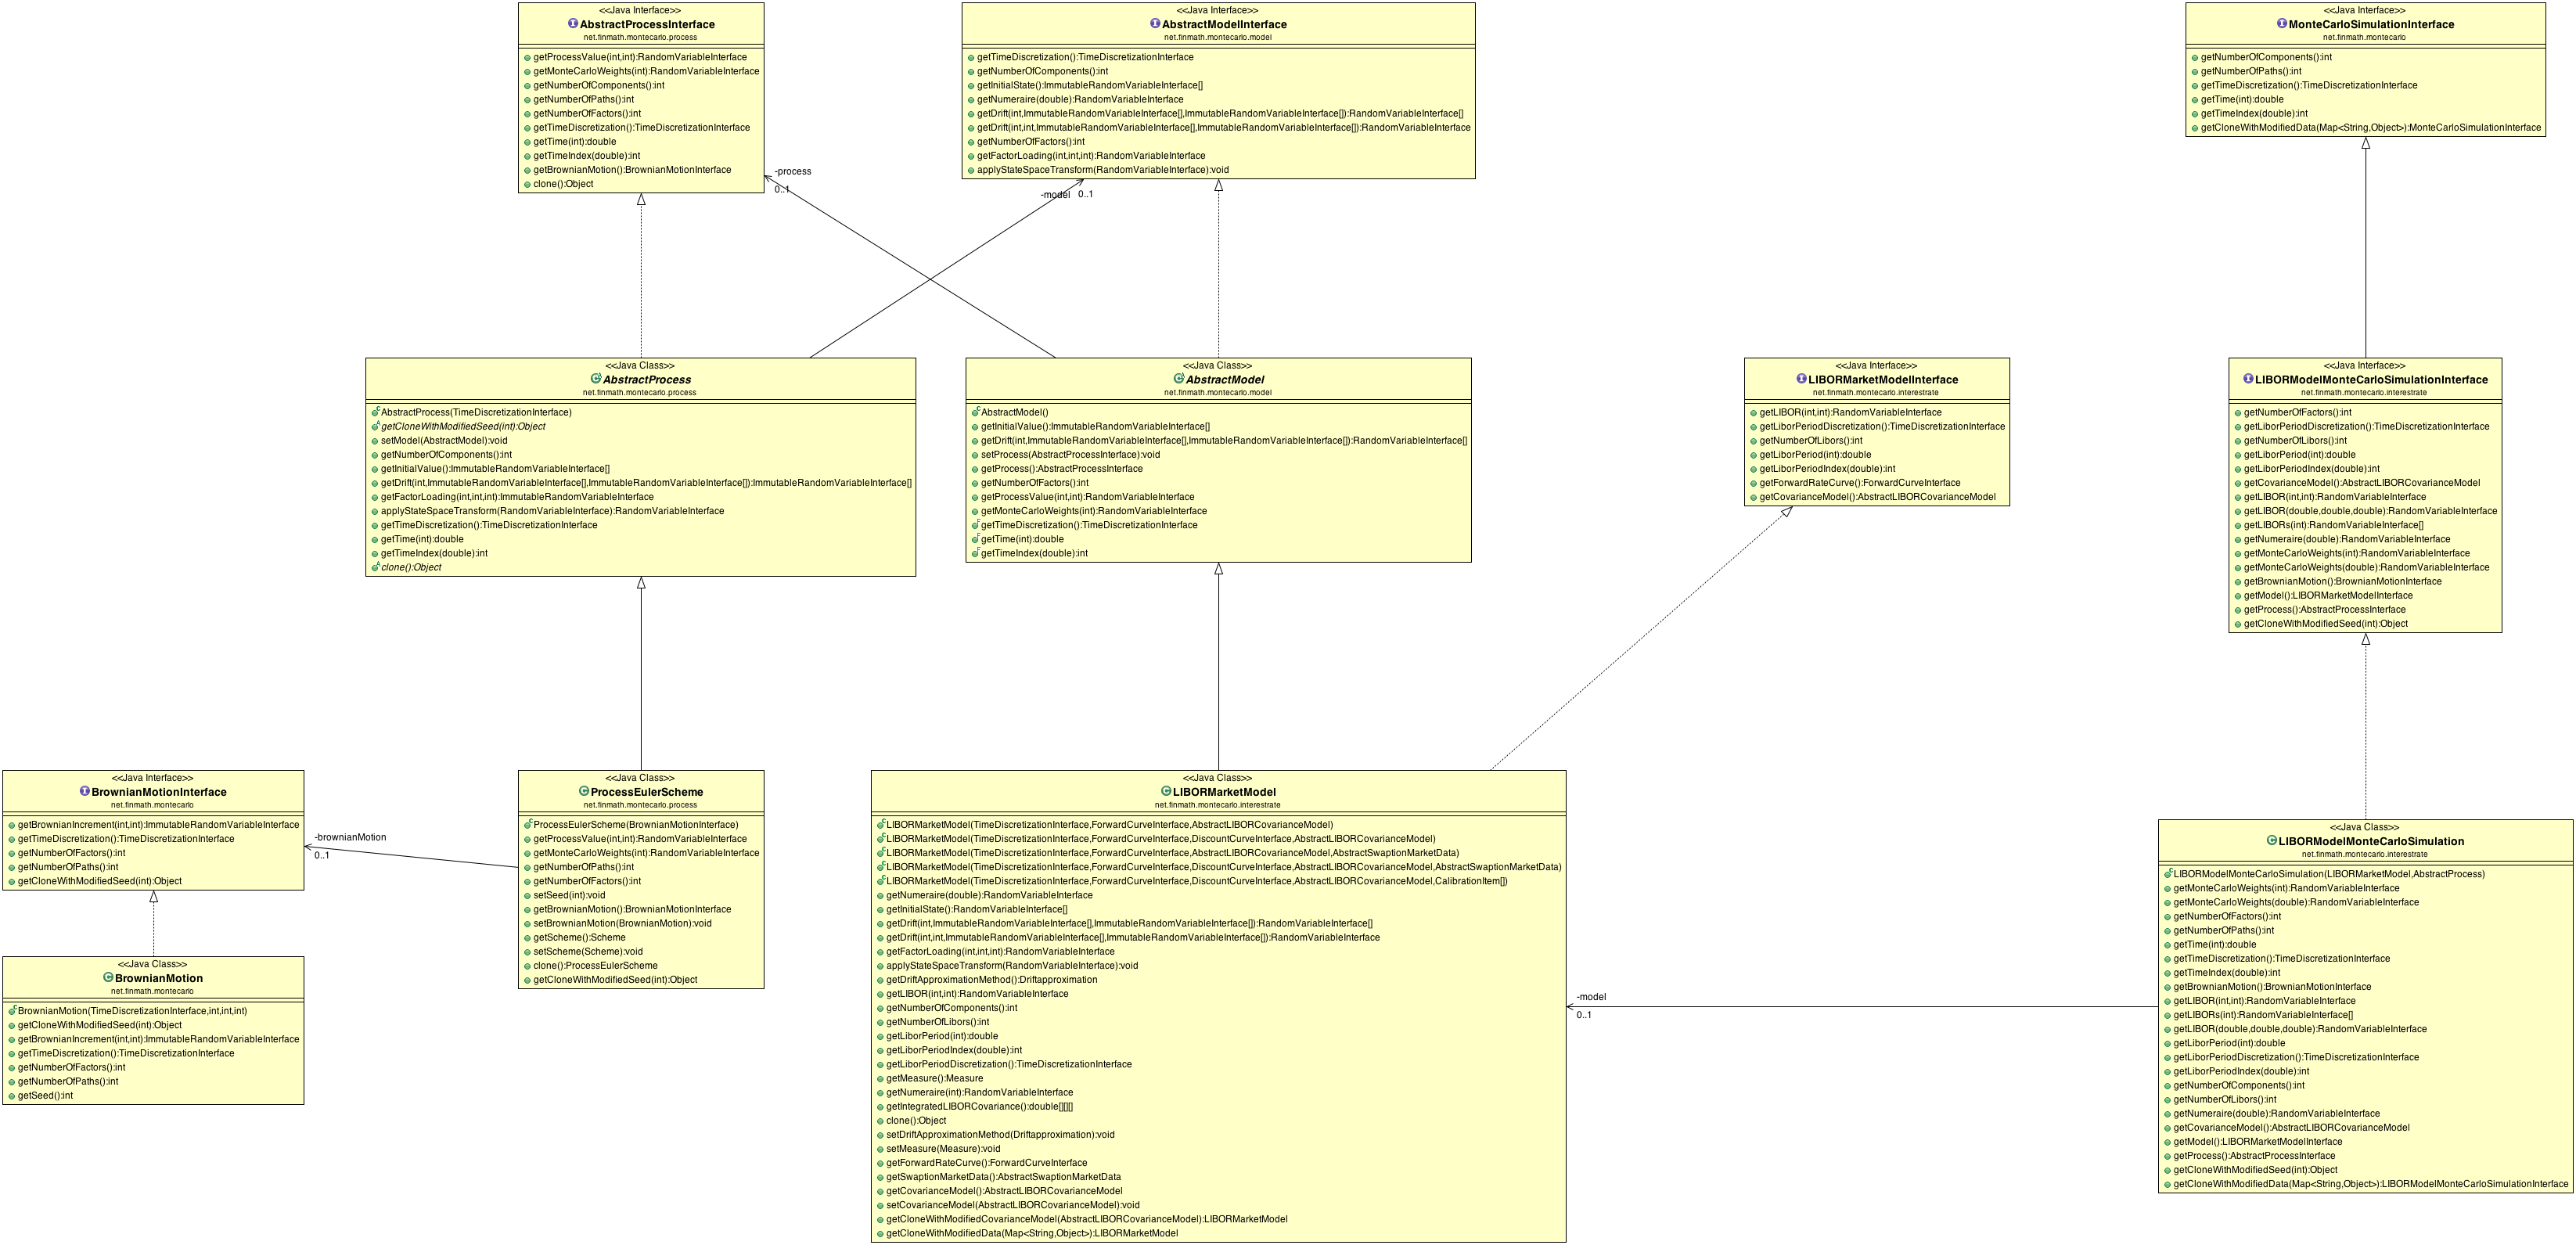 <<Java Interface>>
AbstractProcessInterface
net.finmath.montecarlo.process
getProcessValue(int,int):RandomVariableInterface
getMonteCarloWeights(int):RandomVariableInterface
getNumberOfComponents():int
getNumberOfPaths():int
getNumberOfFactors():int
getTimeDiscretization():TimeDiscretizationInterface
getTime(int):double
getTimeIndex(double):int
getBrownianMotion():BrownianMotionInterface
clone():Object
<<Java Interface>>
AbstractModelInterface
net.finmath.montecarlo.model
getTimeDiscretization():TimeDiscretizationInterface
getNumberOfComponents():int
getInitialState():ImmutableRandomVariableInterface[]
getNumeraire(double):RandomVariableInterface
getDrift(int,ImmutableRandomVariableInterface[],ImmutableRandomVariableInterface[]):RandomVariableInterface[]
getDrift(int,int,ImmutableRandomVariableInterface[],ImmutableRandomVariableInterface[]):RandomVariableInterface
getNumberOfFactors():int
getFactorLoading(int,int,int):RandomVariableInterface
applyStateSpaceTransform(RandomVariableInterface):void
<<Java Interface>>
MonteCarloSimulationInterface
net.finmath.montecarlo
getNumberOfComponents():int
getNumberOfPaths():int
getTimeDiscretization():TimeDiscretizationInterface
getTime(int):double
getTimeIndex(double):int
getCloneWithModifiedData(Map<String,Object>):MonteCarloSimulationInterface
-process
0..1
-model
0..1
<<Java Class>>
AbstractProcess
net.finmath.montecarlo.process
AbstractProcess(TimeDiscretizationInterface)
getCloneWithModifiedSeed(int):Object
setModel(AbstractModel):void
getNumberOfComponents():int
getInitialValue():ImmutableRandomVariableInterface[]
getDrift(int,ImmutableRandomVariableInterface[],ImmutableRandomVariableInterface[]):ImmutableRandomVariableInterface[]
getFactorLoading(int,int,int):ImmutableRandomVariableInterface
applyStateSpaceTransform(RandomVariableInterface):RandomVariableInterface
getTimeDiscretization():TimeDiscretizationInterface
getTime(int):double
getTimeIndex(double):int
clone():Object
<<Java Class>>
AbstractModel
net.finmath.montecarlo.model
AbstractModel()
getInitialValue():ImmutableRandomVariableInterface[]
getDrift(int,ImmutableRandomVariableInterface[],ImmutableRandomVariableInterface[]):RandomVariableInterface[]
setProcess(AbstractProcessInterface):void
getProcess():AbstractProcessInterface
getNumberOfFactors():int
getProcessValue(int,int):RandomVariableInterface
getMonteCarloWeights(int):RandomVariableInterface
getTimeDiscretization():TimeDiscretizationInterface
getTime(int):double
getTimeIndex(double):int
<<Java Interface>>
LIBORMarketModelInterface
net.finmath.montecarlo.interestrate
getLIBOR(int,int):RandomVariableInterface
getLiborPeriodDiscretization():TimeDiscretizationInterface
getNumberOfLibors():int
getLiborPeriod(int):double
getLiborPeriodIndex(double):int
getForwardRateCurve():ForwardCurveInterface
getCovarianceModel():AbstractLIBORCovarianceModel
<<Java Interface>>
LIBORModelMonteCarloSimulationInterface
net.finmath.montecarlo.interestrate
getNumberOfFactors():int
getLiborPeriodDiscretization():TimeDiscretizationInterface
getNumberOfLibors():int
getLiborPeriod(int):double
getLiborPeriodIndex(double):int
getCovarianceModel():AbstractLIBORCovarianceModel
getLIBOR(int,int):RandomVariableInterface
getLIBOR(double,double,double):RandomVariableInterface
getLIBORs(int):RandomVariableInterface[]
getNumeraire(double):RandomVariableInterface
getMonteCarloWeights(int):RandomVariableInterface
getMonteCarloWeights(double):RandomVariableInterface
getBrownianMotion():BrownianMotionInterface
getModel():LIBORMarketModelInterface
getProcess():AbstractProcessInterface
getCloneWithModifiedSeed(int):Object
<<Java Interface>>
BrownianMotionInterface
net.finmath.montecarlo
getBrownianIncrement(int,int):ImmutableRandomVariableInterface
getTimeDiscretization():TimeDiscretizationInterface
getNumberOfFactors():int
getNumberOfPaths():int
getCloneWithModifiedSeed(int):Object
-brownianMotion
0..1
<<Java Class>>
BrownianMotion
net.finmath.montecarlo
BrownianMotion(TimeDiscretizationInterface,int,int,int)
getCloneWithModifiedSeed(int):Object
getBrownianIncrement(int,int):ImmutableRandomVariableInterface
getTimeDiscretization():TimeDiscretizationInterface
getNumberOfFactors():int
getNumberOfPaths():int
getSeed():int
<<Java Class>>
ProcessEulerScheme
net.finmath.montecarlo.process
ProcessEulerScheme(BrownianMotionInterface)
getProcessValue(int,int):RandomVariableInterface
getMonteCarloWeights(int):RandomVariableInterface
getNumberOfPaths():int
getNumberOfFactors():int
setSeed(int):void
getBrownianMotion():BrownianMotionInterface
setBrownianMotion(BrownianMotion):void
getScheme():Scheme
setScheme(Scheme):void
clone():ProcessEulerScheme
getCloneWithModifiedSeed(int):Object
<<Java Class>>
LIBORMarketModel
net.finmath.montecarlo.interestrate
LIBORMarketModel(TimeDiscretizationInterface,ForwardCurveInterface,AbstractLIBORCovarianceModel)
LIBORMarketModel(TimeDiscretizationInterface,ForwardCurveInterface,DiscountCurveInterface,AbstractLIBORCovarianceModel)
LIBORMarketModel(TimeDiscretizationInterface,ForwardCurveInterface,AbstractLIBORCovarianceModel,AbstractSwaptionMarketData)
LIBORMarketModel(TimeDiscretizationInterface,ForwardCurveInterface,DiscountCurveInterface,AbstractLIBORCovarianceModel,AbstractSwaptionMarketData)
LIBORMarketModel(TimeDiscretizationInterface,ForwardCurveInterface,DiscountCurveInterface,AbstractLIBORCovarianceModel,CalibrationItem[])
getNumeraire(double):RandomVariableInterface
getInitialState():RandomVariableInterface[]
getDrift(int,ImmutableRandomVariableInterface[],ImmutableRandomVariableInterface[]):RandomVariableInterface[]
getDrift(int,int,ImmutableRandomVariableInterface[],ImmutableRandomVariableInterface[]):RandomVariableInterface
getFactorLoading(int,int,int):RandomVariableInterface
applyStateSpaceTransform(RandomVariableInterface):void
getDriftApproximationMethod():Driftapproximation
getLIBOR(int,int):RandomVariableInterface
getNumberOfComponents():int
getNumberOfLibors():int
getLiborPeriod(int):double
getLiborPeriodIndex(double):int
getLiborPeriodDiscretization():TimeDiscretizationInterface
getMeasure():Measure
getNumeraire(int):RandomVariableInterface
getIntegratedLIBORCovariance():double[][][]
clone():Object
setDriftApproximationMethod(Driftapproximation):void
setMeasure(Measure):void
getForwardRateCurve():ForwardCurveInterface
getSwaptionMarketData():AbstractSwaptionMarketData
getCovarianceModel():AbstractLIBORCovarianceModel
setCovarianceModel(AbstractLIBORCovarianceModel):void
getCloneWithModifiedCovarianceModel(AbstractLIBORCovarianceModel):LIBORMarketModel
getCloneWithModifiedData(Map<String,Object>):LIBORMarketModel
-model
0..1
<<Java Class>>
LIBORModelMonteCarloSimulation
net.finmath.montecarlo.interestrate
LIBORModelMonteCarloSimulation(LIBORMarketModel,AbstractProcess)
getMonteCarloWeights(int):RandomVariableInterface
getMonteCarloWeights(double):RandomVariableInterface
getNumberOfFactors():int
getNumberOfPaths():int
getTime(int):double
getTimeDiscretization():TimeDiscretizationInterface
getTimeIndex(double):int
getBrownianMotion():BrownianMotionInterface
getLIBOR(int,int):RandomVariableInterface
getLIBORs(int):RandomVariableInterface[]
getLIBOR(double,double,double):RandomVariableInterface
getLiborPeriod(int):double
getLiborPeriodDiscretization():TimeDiscretizationInterface
getLiborPeriodIndex(double):int
getNumberOfComponents():int
getNumberOfLibors():int
getNumeraire(double):RandomVariableInterface
getCovarianceModel():AbstractLIBORCovarianceModel
getModel():LIBORMarketModelInterface
getProcess():AbstractProcessInterface
getCloneWithModifiedSeed(int):Object
getCloneWithModifiedData(Map<String,Object>):LIBORModelMonteCarloSimulationInterface